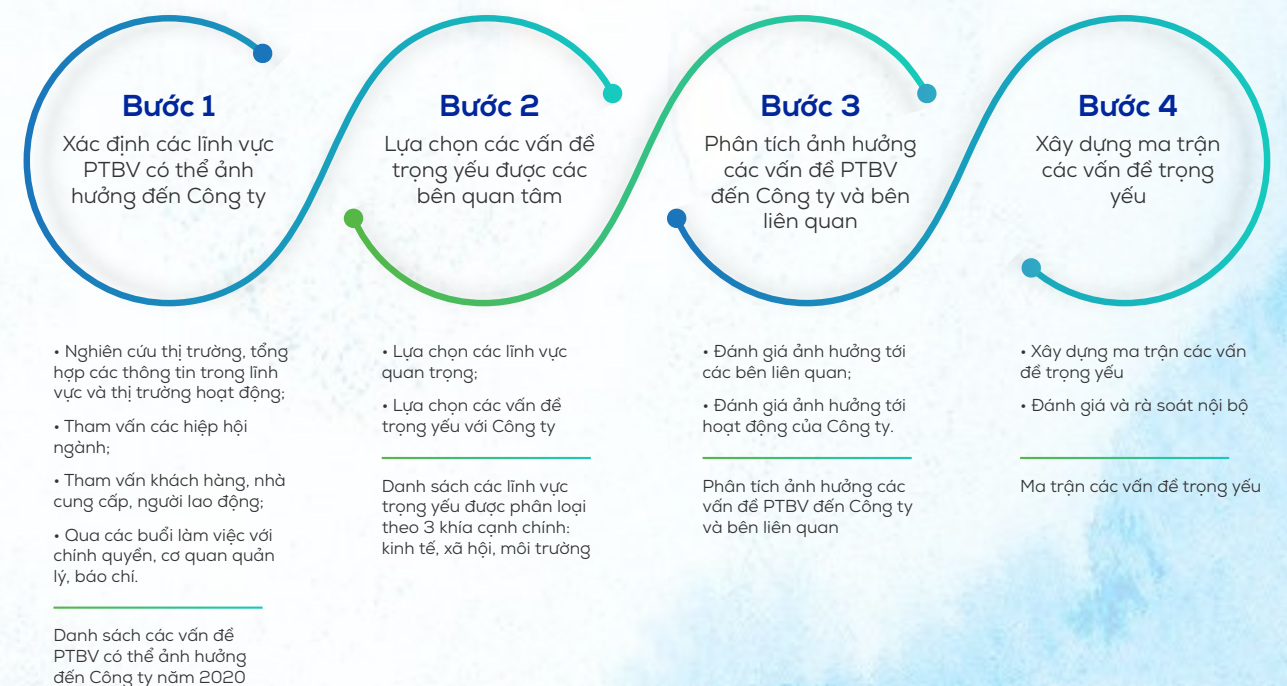 Bước 1
Xác định các lĩnh vực
PTBV có thể ảnh
hưởng đến Công ty
Bước 2
Lựa chọn các vấn đề
trọng yếu được các
bên quan tâm
Bước 3
Phân tích ảnh hưởng
các vấn đề PTBV
đến Công ty và bên
liên quan
Bước 4
Xây dựng ma trận
các vấn đề trọng
yếu
• Nghiên cứu thị trường, tổng
hợp các thông tin trong lĩnh
vực và thị trường hoạt động;
• Tham vấn các hiệp hội
ngành;
• Tham vấn khách hàng, nhà
cung cấp, người lao động;
• Qua các buổi làm việc với
chính quyền, cơ quan quản
lý, báo chí.
Danh sách các vấn đề
PTBV có thể ảnh hưởng
đến Công ty năm 2020
• Lựa chọn các lĩnh vực
quan trọng;
• Lựa chọn các vấn đề
trọng yếu với Công ty
Danh sách các lĩnh vực
trọng yếu được phân loại
theo 3 khía cạnh chính:
kinh tế, xã hội, môi trường
• Đánh giá ảnh hưởng tới
các bên liên quan;
• Đánh giá ảnh hưởng tới
hoạt động của Công ty.
Phân tích ảnh hưởng các
vấn đề PTBV đến Công ty
và bên liên quan
• Xây dựng ma trận các vấn
đề trọng yếu
• Đánh giá và rà soát nội bộ
Ma trận các vấn đề trọng yếu